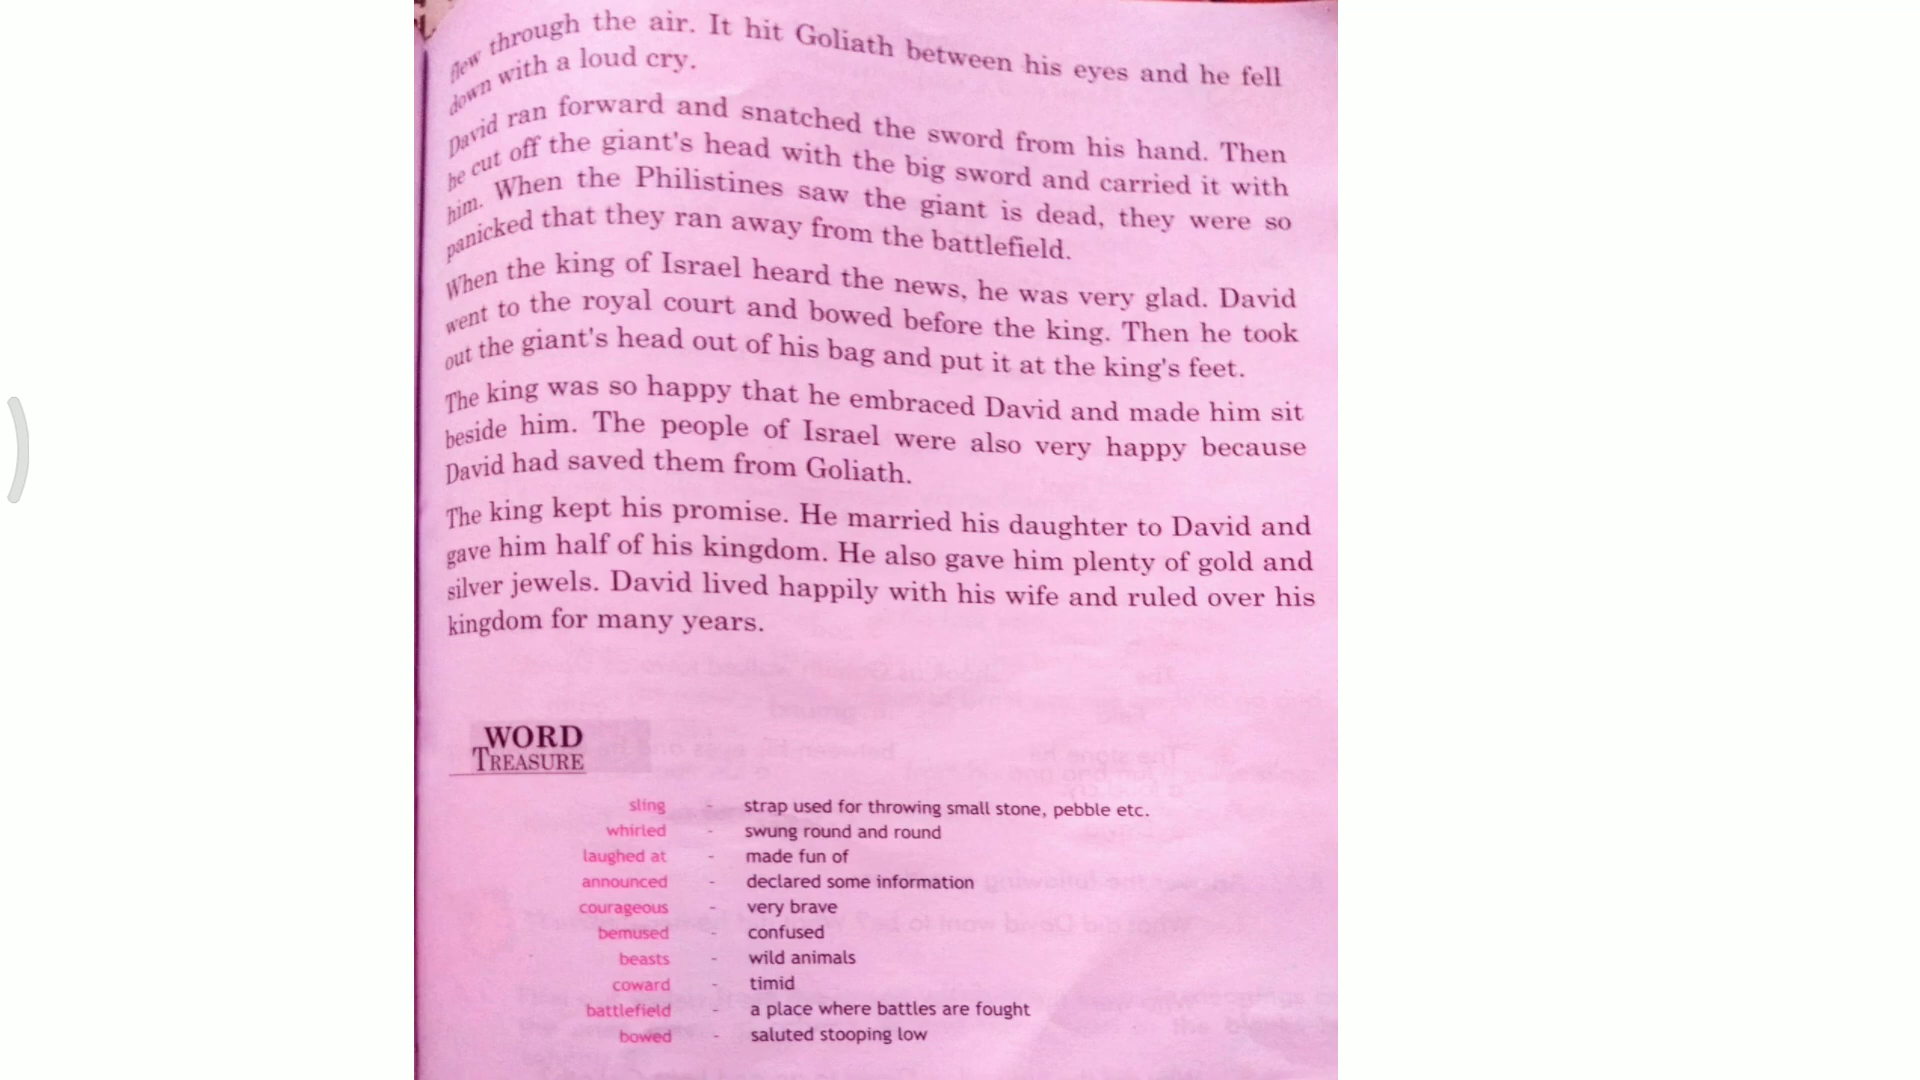 flew through the air. It hit Goliath between his eyes and he fell
down with a loud cry.
David ran forward and snatched the sword from his hand. Then
he cut off the giant's head with the big sword and carried it with
him. When the Philistines saw the giant is dead, they were so
panicked that they ran away from the battlefield.
When the king of Israel heard the news, he was very glad. David
went to the royal court and bowed before the king. Then he took
out the giant's head out of his bag and put it at the king's feet.
The king was so happy that he embraced David and made him sit
beside him. The people of Israel were also very happy because
David had saved them from Goliath.
The king kept his promise. He married his daughter to David and
gave him half of his kingdom. He also gave him plenty of gold and
silver jewels. David lived happily with his wife and ruled over his
kingdom for many years.
WORD
TREASURE
sling - strap used for throwing small stone, pebble etc.
whirled - swung round and round
laughed at - made fun of
announced - declared some information
courageous - very brave
bemused - confused
beasts - wild animals
coward - timid
battlefield - a place where battles are fought
bowed - saluted stooping low